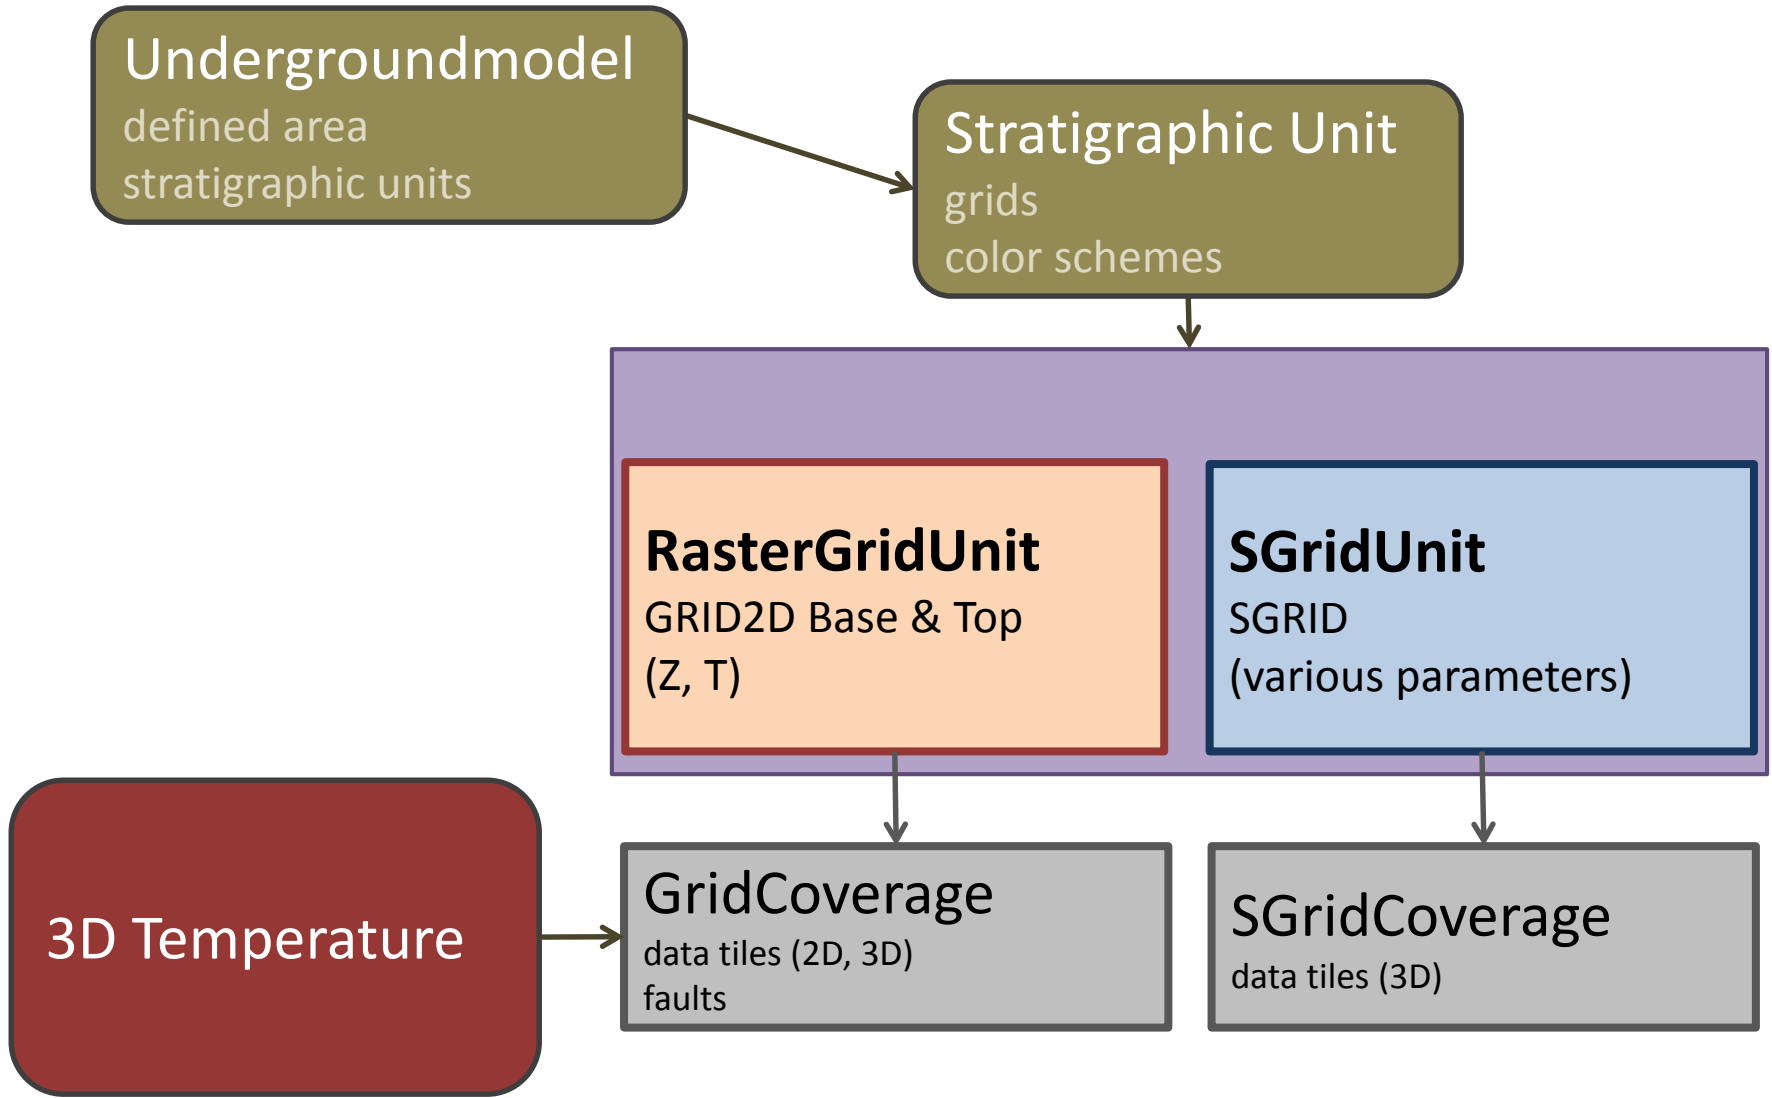 Undergroundmodel
defined area
stratigraphic units
Stratigraphic Unit
grids
color schemes
RasterGridUnit
GRID2D Base & Top
(Z, T)
SGridUnit
SGRID
(various parameters)
3D Temperature
GridCoverage
data tiles (2D, 3D)
faults
SGridCoverage
data tiles (3D)